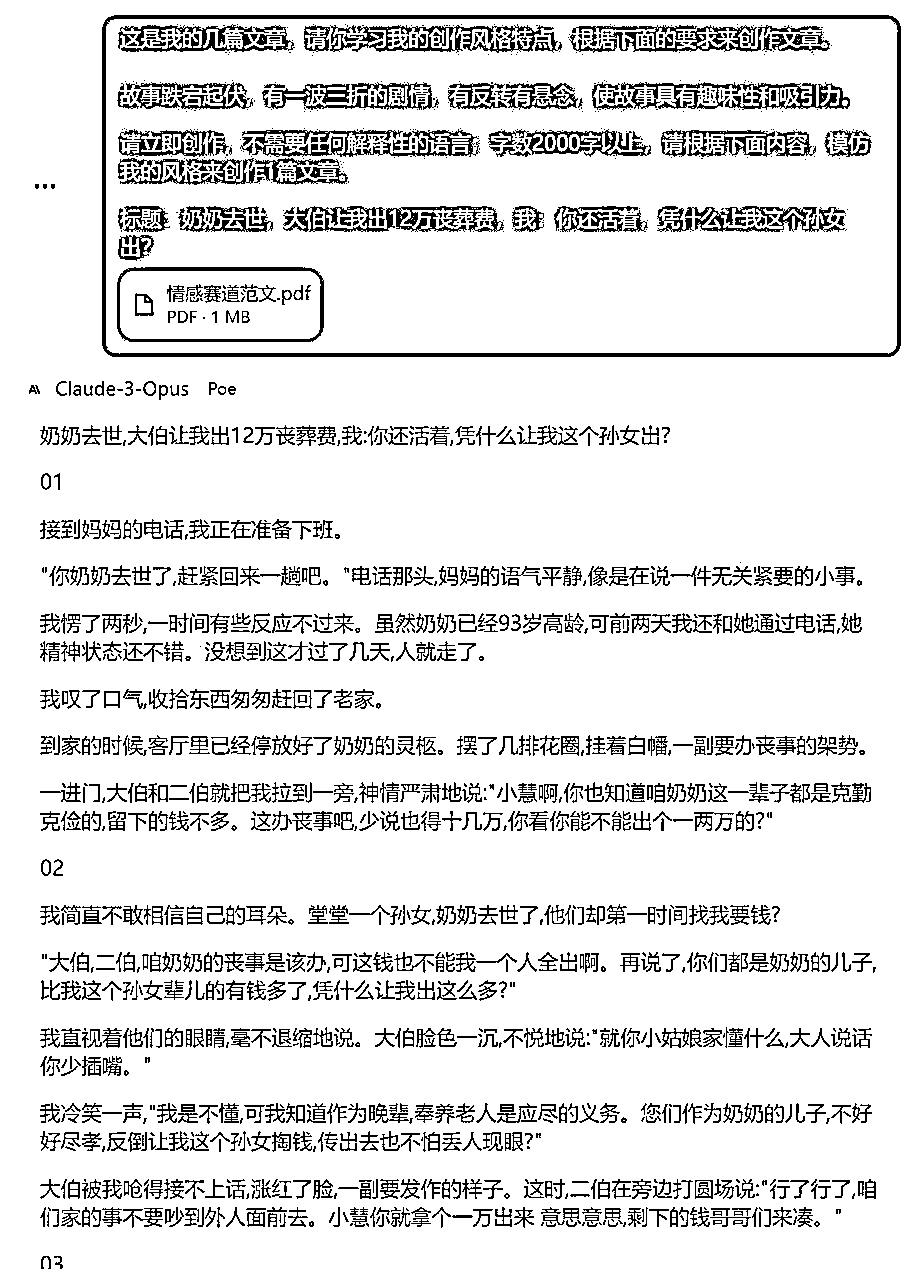 这是我的几篇文章，请你学习我的创作风格特点，根据下面的要求来创作文章。
故事跌宕起伏，有一波三折的剧情，有反转有悬念，使故事具有趣味性和吸引力。
请立即创作，不需要任何解释性的语言；字数2000字以上，请根据下面内容，模仿
我的风格来创作1篇文章。
标题：奶奶去世，大伯让我出12万丧葬费，我：你还活着，凭什么让我这个孙女
出？
情感赛道范文.pdf
PDF · 1 MB
Claude-3-Opus Poe
奶奶去世,大伯让我出12万丧葬费,我:你还活着,凭什么让我这个孙女出?
01
接到妈妈的电话,我正在准备下班。
"你奶奶去世了,赶紧回来一趟吧。"电话那头,妈妈的语气平静,像是在说一件无关紧要的小事。
我愣了两秒,一时间有些反应不过来。虽然奶奶已经93岁高龄,可前两天我还和她通过电话,她
精神状态还不错。没想到这才过了几天,人就走了。
我叹了口气,收拾东西匆匆赶回了老家。
到家的时候,客厅里已经停放好了奶奶的灵柩。摆了几排花圈,挂着白幡,一副要办丧事的架势。
一进门,大伯和二伯就把我拉到一旁,神情严肃地说:"小慧啊,你也知道咱奶奶这一辈子都是克勤
克俭的,留下的钱不多。这办丧事吧,少说也得十几万,你看你能不能出个一两万的?"
02
我简直不敢相信自己的耳朵。堂堂一个孙女,奶奶去世了,他们却第一时间找我要钱?
"大伯,二伯,咱奶奶的丧事是该办,可这钱也不能我一个人全出啊。再说了,你们都是奶奶的儿子,
比我这个孙女辈儿的有钱多了,凭什么让我出这么多?"
我直视着他们的眼睛,毫不退缩地说。大伯脸色一沉,不悦地说:"就你小姑娘家懂什么,大人说话
你少插嘴。"
我冷笑一声,"我是不懂,可我知道作为晚辈,奉养老人是应尽的义务。您们作为奶奶的儿子,不好
好尽孝,反倒让我这个孙女掏钱,传出去也不怕丢人现眼?"
大伯被我呛得接不上话,涨红了脸,一副要发作的样子。这时,二伯在旁边打圆场说:"行了行了,咱
们家的事不要吵到外人面前去。小慧你就拿个一万出来 意思意思,剩下的钱哥哥们来凑。"
03